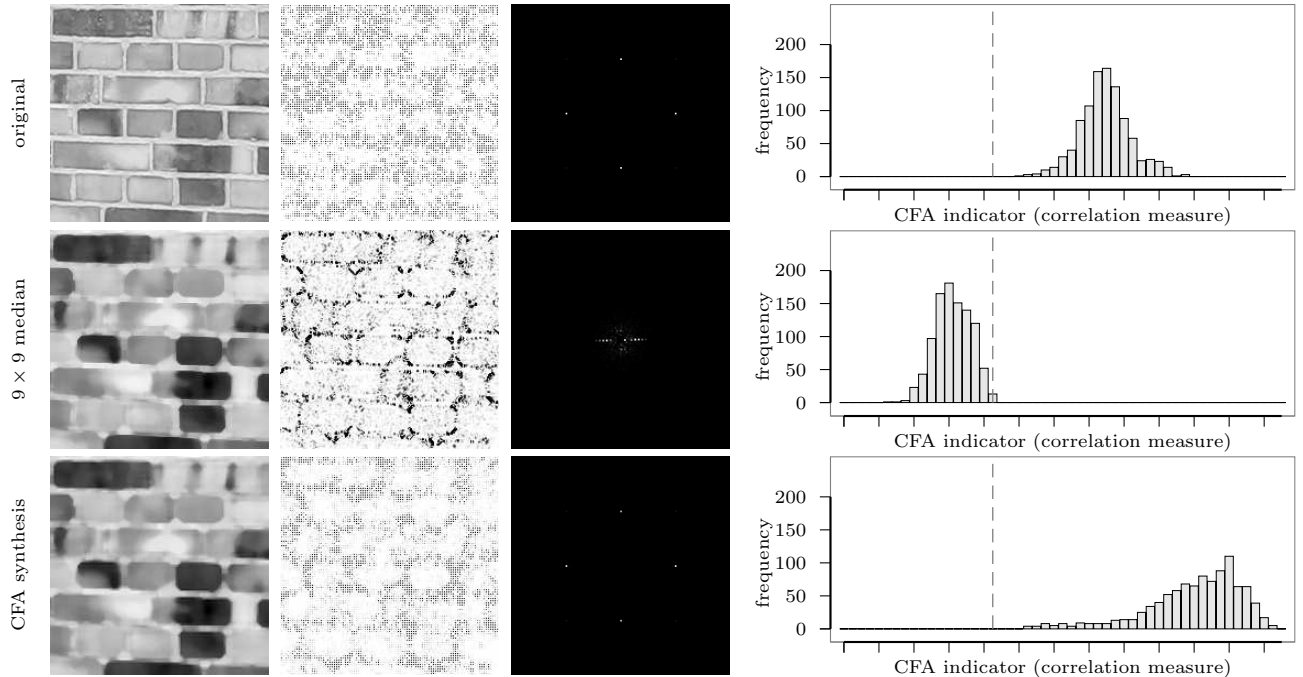 original
200
150
100
50
0
frequency
CFA indicator (correlation measure)
9 × 9 median
200
150
100
50
0
frequency
CFA indicator (correlation measure)
CFA synthesis
200
150
100
50
0
frequency
CFA indicator (correlation measure)